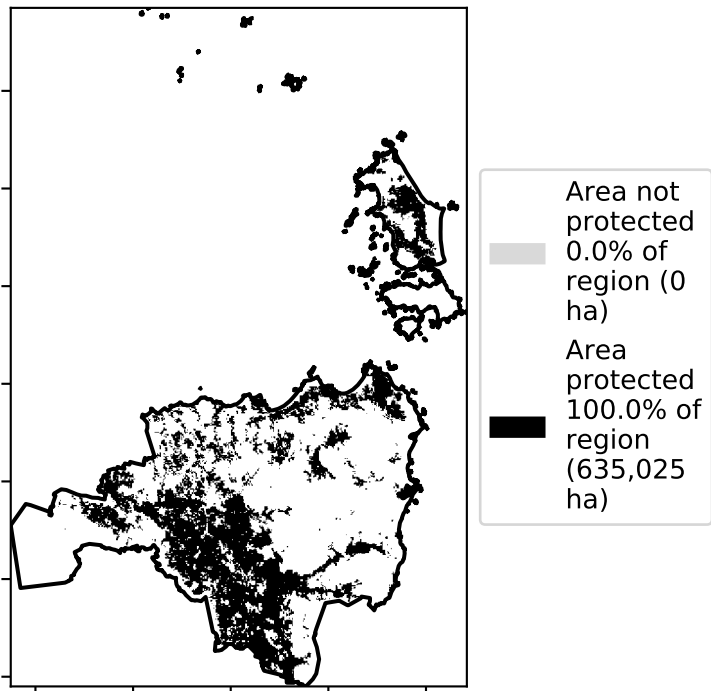 Area not
protected
0.0% of
region (0
ha)
Area
protected
100.0% of
region
(635,025
ha)